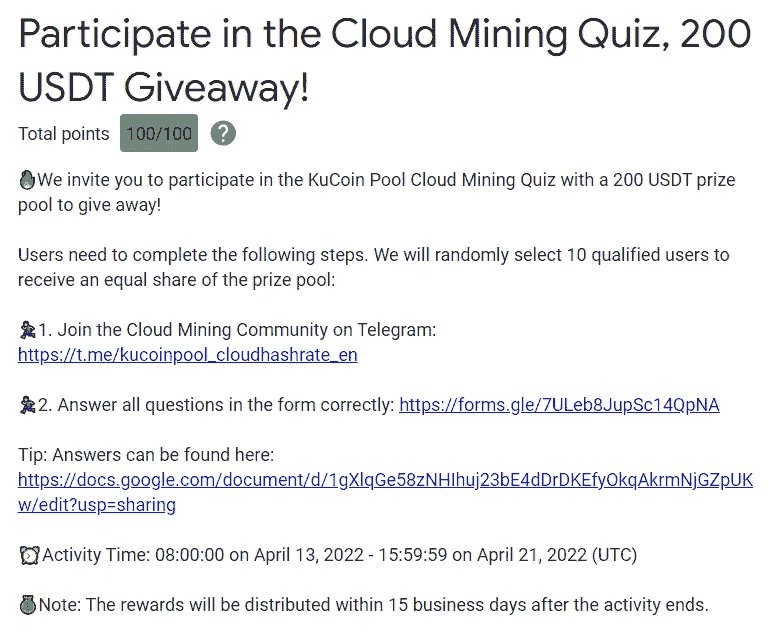 Participate in the Cloud Mining Quiz, 200
USDT Giveaway!
Total points 100/100 ?
We invite you to participate in the KuCoin Pool Cloud Mining Quiz with a 200 USDT prize
pool to give away!
Users need to complete the following steps. We will randomly select 10 qualified users to
receive an equal share of the prize pool:
1. Join the Cloud Mining Community on Telegram:
https://t.me/kucoinpool_cloudhashrate_en
2. Answer all questions in the form correctly: https://forms.gle/7ULeb8JupSc14QpNA
Tip: Answers can be found here:
https://docs.google.com/document/d/1gXlqGe58zNHIhuj23bE4dDrDKEfyOkqAkrmNjGZpUK
w/edit?usp=sharing
Activity Time: 08:00:00 on April 13, 2022 - 15:59:59 on April 21, 2022 (UTC)
Note: The rewards will be distributed within 15 business days after the activity ends.